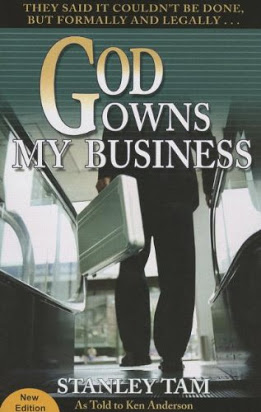 THEY SAID IT COULDN'T BE DONE,
BUT FORMALLY AND LEGALLY . . .
GOD
OWNS
MY BUSINESS
STANLEY TAM
As Told to Ken Anderson
New
Edition